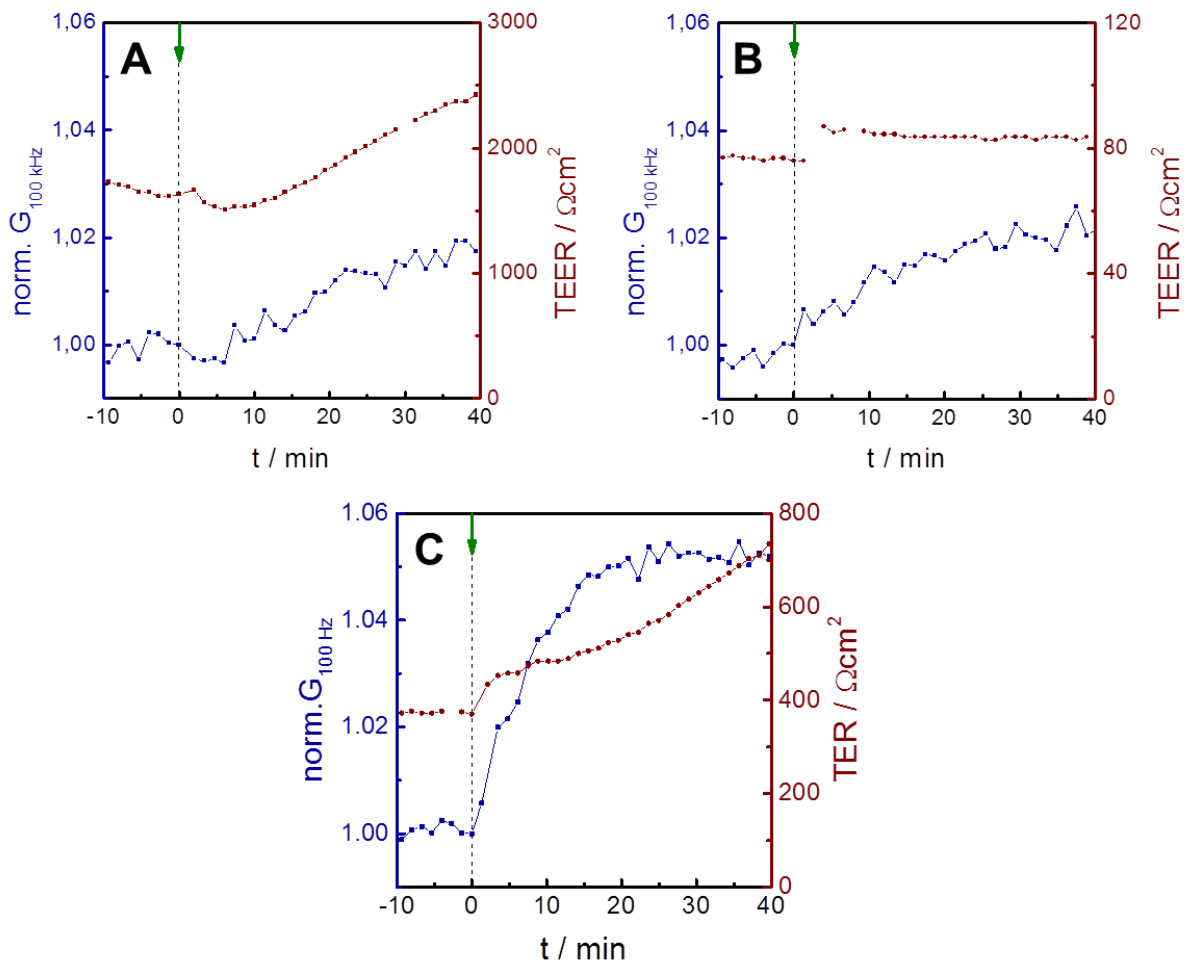 A
norm. G100 kHz
1,06
1,04
1,02
1,00
TEER / Ωcm²
3000
2000
1000
0
-10 0 10 20 30 40
t / min
B
norm. G100 kHz
1,06
1,04
1,02
1,00
TEER / Ωcm²
120
80
40
0
-10 0 10 20 30 40
t / min
C
norm.G100 Hz
1.06
1.04
1.02
1.00
TER / Ωcm²
800
600
400
200
0
-10 0 10 20 30 40
t / min